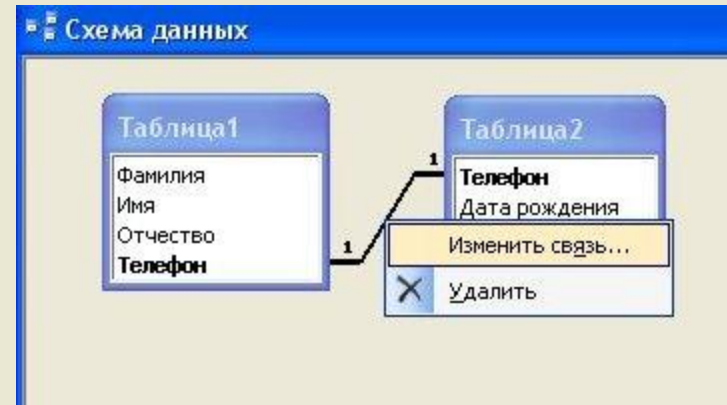 Схема данных
Таблица1
Фамилия
Имя
Отчество
Телефон
1
1
Таблица2
Телефон
Дата рождения
Изменить связь...
Удалить